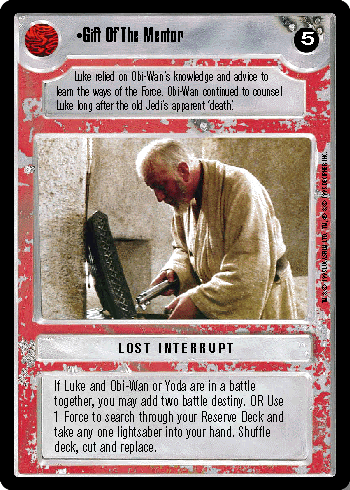 •Gift Of The Mentor
5
Luke relied on Obi-Wan's knowledge and advice to
learn the ways of the Force. Obi-Wan continued to counsel
Luke long after the old Jedi's apparent 'death'.
LOST INTERRUPT
If Luke and Obi-Wan or Yoda are in a battle
together, you may add two battle destiny. OR Use
1 Force to search through your Reserve Deck and
take any one lightsaber into your hand. Shuffle
deck, cut and replace.